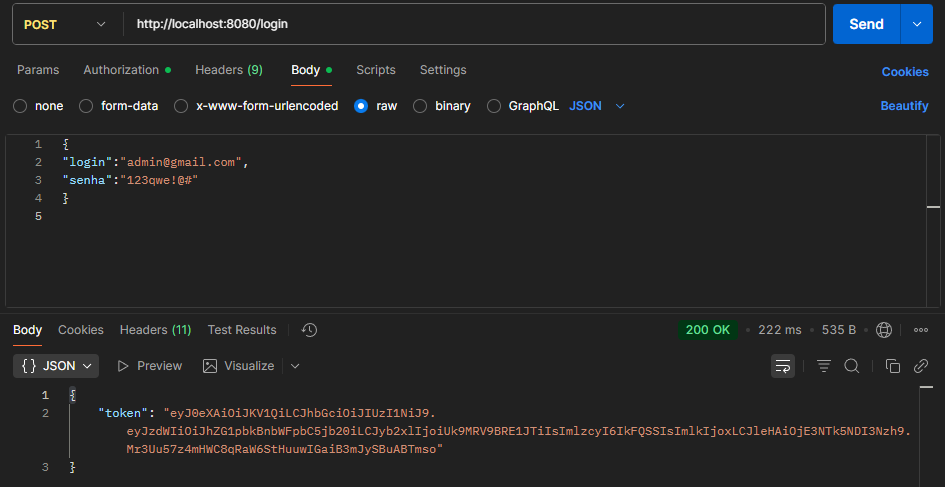 POST http://localhost:8080/login Send
Params Authorization Headers (9) Body Scripts Settings Cookies
none form-data x-www-form-urlencoded raw binary GraphQL JSON Beautify
1 {
2 "login":"admin@gmail.com",
3 "senha":"123qwe!@#"
4 }
5
Body Cookies Headers (11) Test Results 200 OK • 222 ms • 535 B •
{} JSON Preview Visualize
1 {
2 "token": "eyJ0eXAiOiJKV1QiLCJhbGciOiJIUzI1NiJ9.
eyJzdWIiOiJhZG1pbkBnbWFpbC5jb20iLCJyb2xlIjoiUk9MRV9BRE1JTiIsImlzcyI6IkFQSSIsImlkIjoxLCJleHAiOjE3NTk5NDI3Nzh9.
Mr3Uu57z4mHWC8qRaW6StHuuwIGaiB3mJySBuABTmso"
3 }